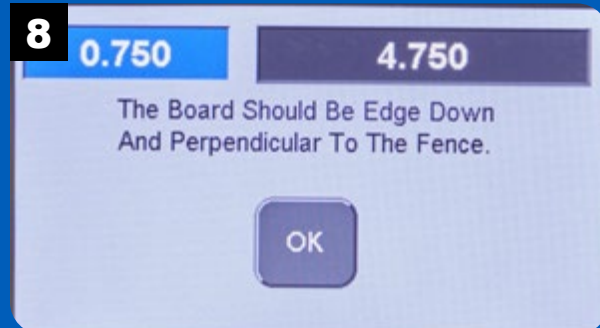 8
0.750 4.750
The Board Should Be Edge Down
And Perpendicular To The Fence.
OK